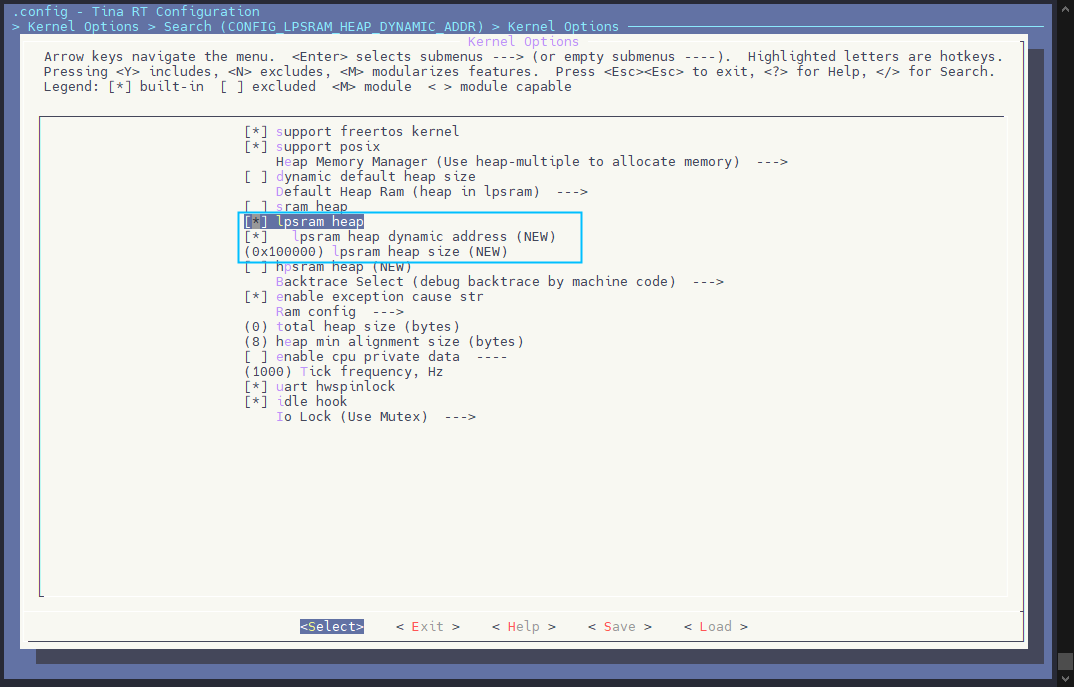 .config - Tina RT Configuration
> Kernel Options > Search (CONFIG_LPSRAM_HEAP_DYNAMIC_ADDR) > Kernel Options
Kernel Options
Arrow keys navigate the menu.  <Enter> selects submenus ---> (or empty submenus ----).  Highlighted letters are hotkeys.
Pressing <Y> includes, <N> excludes, <M> modularizes features.  Press <Esc><Esc> to exit, <?> for Help, </> for Search.
Legend: [*] built-in  [ ] excluded  <M> module  < > module capable
[*] support freertos kernel
[*] support posix
Heap Memory Manager (Use heap-multiple to allocate memory)  --->
[ ] dynamic default heap size
Default Heap Ram (heap in lpsram)  --->
[ ] sram heap
[*] lpsram heap
[*]   lpsram heap dynamic address (NEW)
(0x100000) lpsram heap size (NEW)
[ ] hpsram heap (NEW)
Backtrace Select (debug backtrace by machine code)  --->
[*] enable exception cause str
Ram config  --->
(0) total heap size (bytes)
(8) heap min alignment size (bytes)
[ ] enable cpu private data  ----
(1000) Tick frequency, Hz
[*] uart hwspinlock
[*] idle hook
Io Lock (Use Mutex)  --->
<Select>    < Exit >    < Help >    < Save >    < Load >